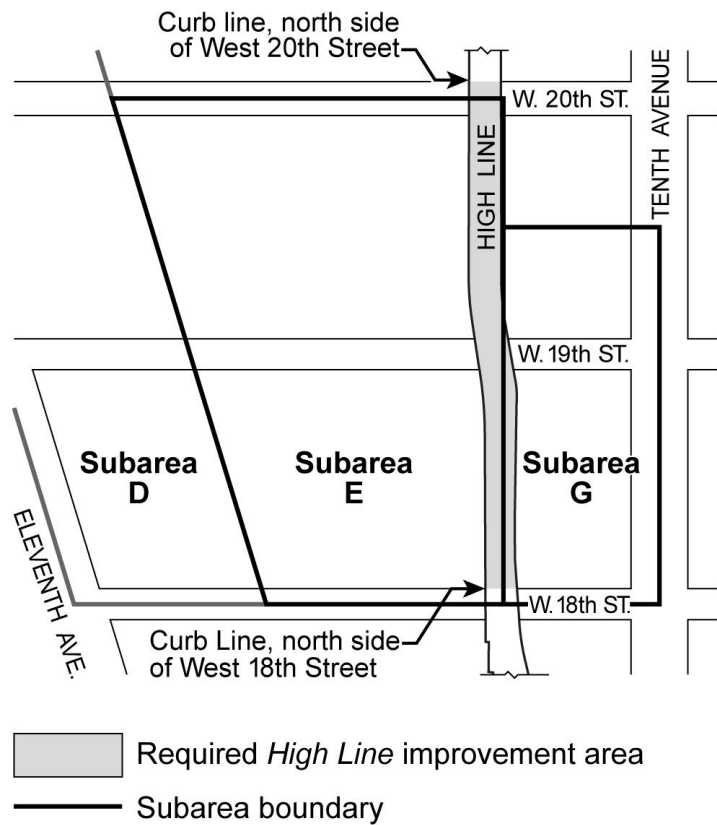 Curb line, north side
of West 20th Street
W. 20th ST.
TENTH AVENUE
HIGH LINE
W. 19th ST.
Subarea
D
Subarea
E
Subarea
G
ELEVENTH AVE.
W. 18th ST.
Curb Line, north side
of West 18th Street
Required High Line improvement area
Subarea boundary